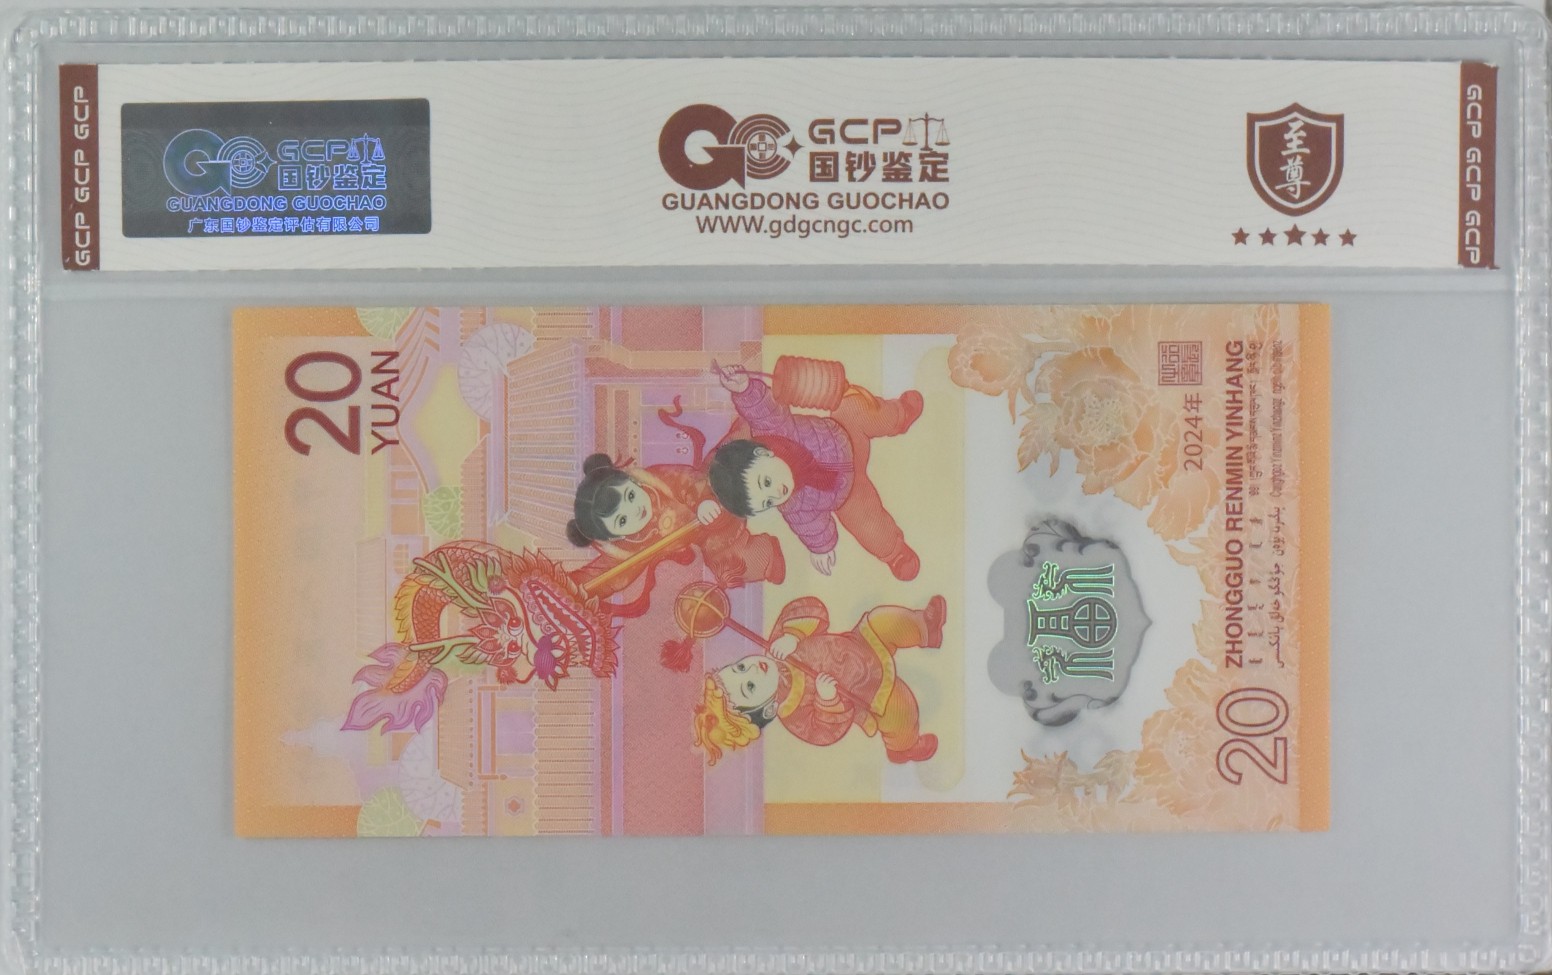 GCP GCP GCP
GCP
国钞鉴定
GUANGDONG GUOCHAO
广东国钞鉴定评估有限公司
GCP
国钞鉴定
GUANGDONG GUOCHAO
WWW.gdgcngc.com
至尊
GCP GCP GCP
20
YUAN
2024年
ZHONGGUO RENMIN YINHANG
20